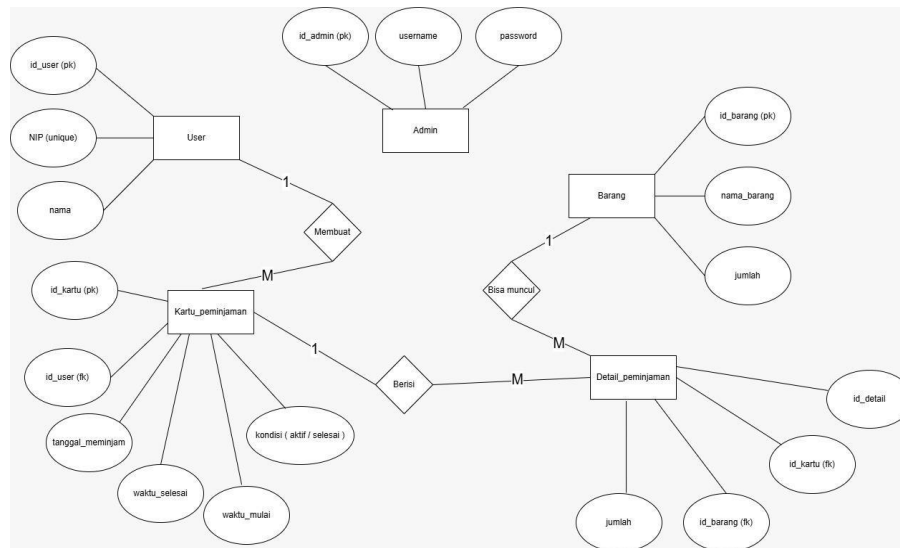 id_admin (pk)
username
password
id_user (pk)
User
NIP (unique)
nama
Admin
id_barang (pk)
Barang
nama_barang
jumlah
1
Membuat
M
1
Bisa muncul
M
id_kartu (pk)
Kartu_peminjaman
id_user (fk)
tanggal_meminjam
waktu_selesai
waktu_mulai
kondisi ( aktif / selesai )
1
Berisi
M
Detail_peminjaman
id_detail
id_kartu (fk)
id_barang (fk)
jumlah